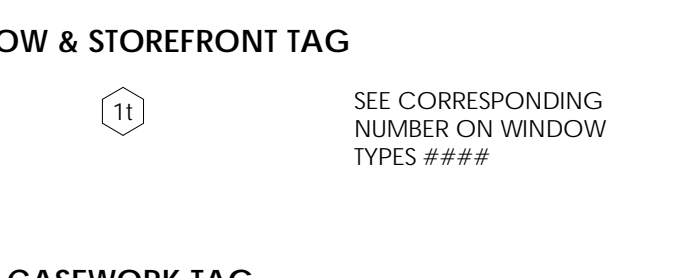 OW & STOREFRONT TAG
1t
SEE CORRESPONDING
NUMBER ON WINDOW
TYPES ####
CASEWORK TAG